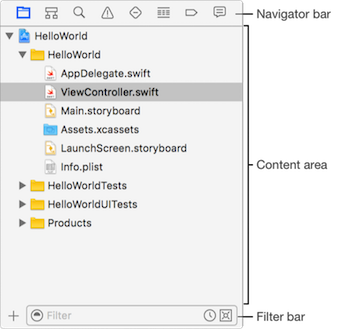 Navigator bar
HelloWorld
HelloWorld
AppDelegate.swift
ViewController.swift
Main.storyboard
Assets.xcassets
LaunchScreen.storyboard
Info.plist
HelloWorldTests
HelloWorldUITests
Products
Content area
Filter
Filter bar